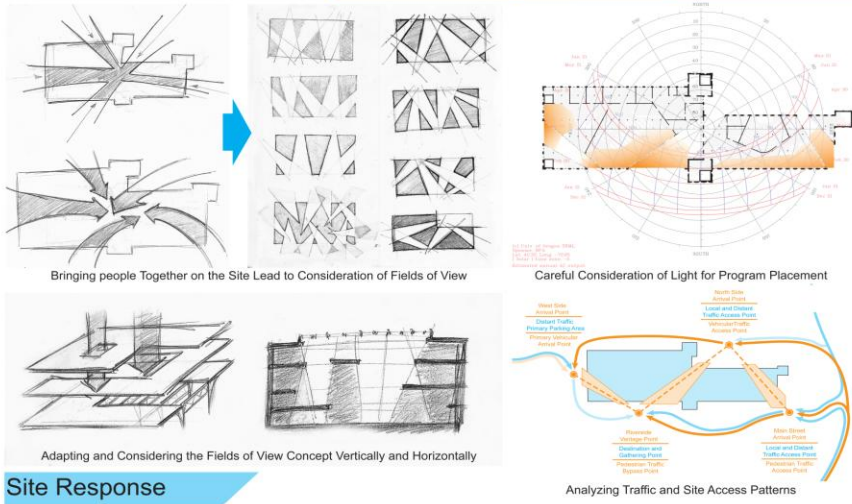 NORTH
SOUTH
Bringing people Together on the Site Lead to Consideration of Fields of View
Careful Consideration of Light for Program Placement
North Side
Arrival Point
Local and Distant
Traffic Access Point
VehicularTraffic
Access Point
West Side
Arrival Point
Distant Traffic
Primary Parking Area
Primary Vehicular
Arrival Point
Riverside
Vantage Point
Destination and
Gathering Point
Pedestrian Traffic
Bypass Point
Main Street
Arrival Point
Local and Distant
Traffic Access Point
Pedestrian Traffic
Access Point
Adapting and Considering the Fields of View Concept Vertically and Horizontally
Site Response
Analyzing Traffic and Site Access Patterns